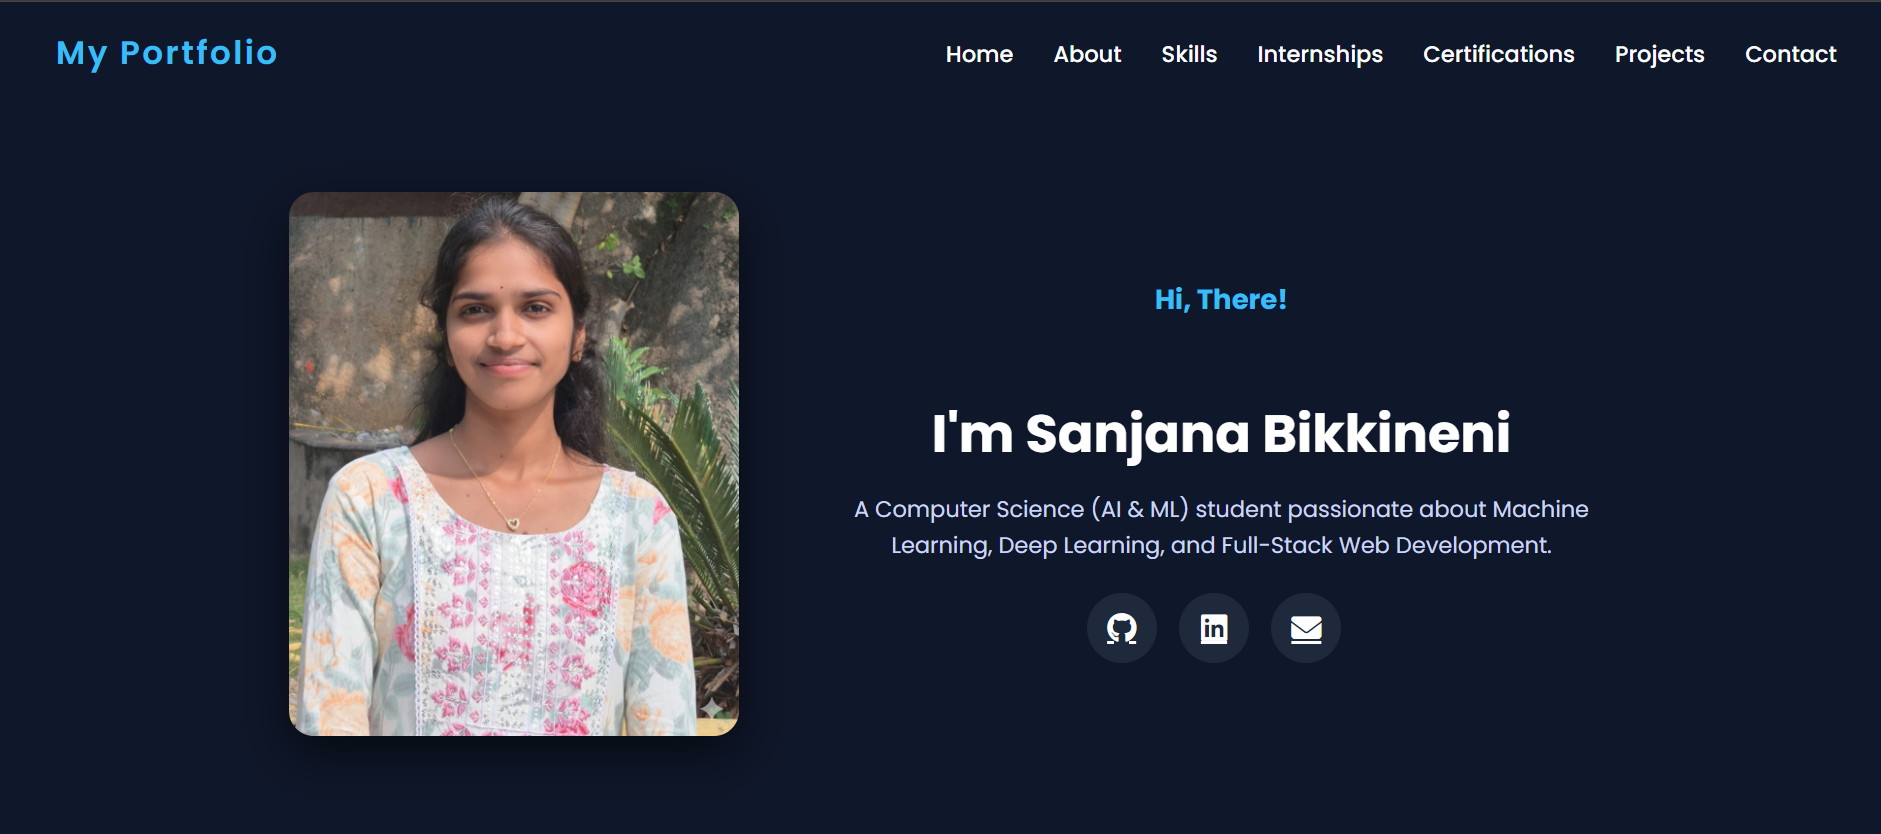 My Portfolio
Home About Skills Internships Certifications Projects Contact
Hi, There!
I'm Sanjana Bikkineni
A Computer Science (AI & ML) student passionate about Machine
Learning, Deep Learning, and Full-Stack Web Development.
in